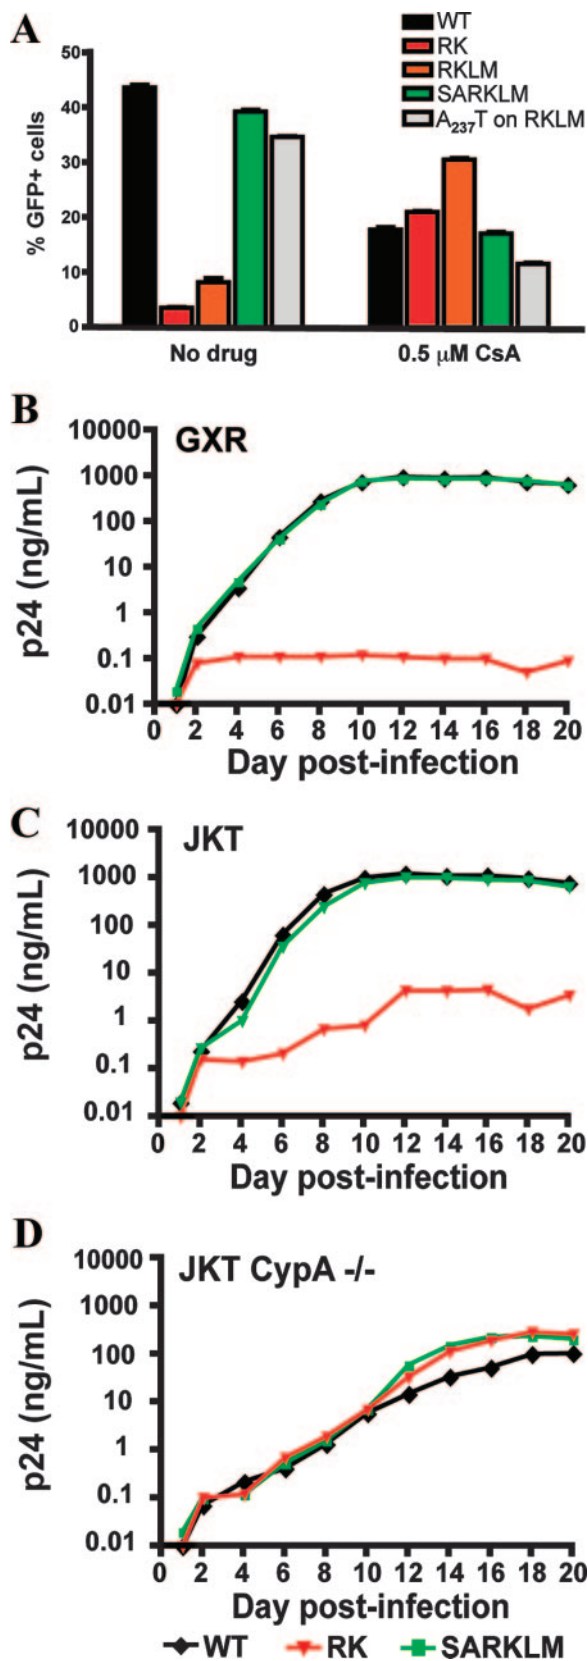 A
WT
RK
RKLM
SARKLM
A237T on RKLM
% GFP+ cells
50
40
30
20
10
0
No drug
0.5 μM CsA
B
GXR
p24 (ng/mL)
10000
1000
100
10
1
0.1
0.01
0 2 4 6 8 10 12 14 16 18 20
Day post-infection
C
JKT
p24 (ng/mL)
10000
1000
100
10
1
0.1
0.01
0 2 4 6 8 10 12 14 16 18 20
Day post-infection
D
JKT CypA -/-
p24 (ng/mL)
10000
1000
100
10
1
0.1
0.01
0 2 4 6 8 10 12 14 16 18 20
Day post-infection
WT RK SARKLM